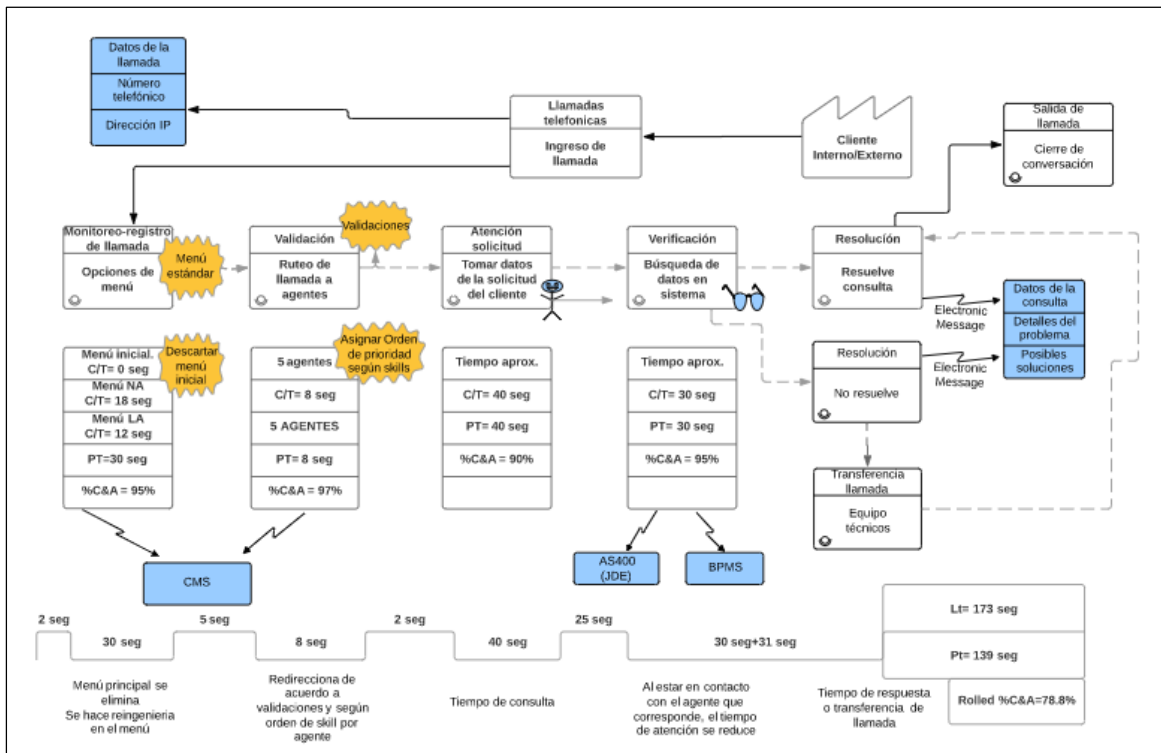 Datos de la
llamada
Número
telefónico
Dirección IP
Llamadas
telefonicas
Ingreso de
llamada
Cliente
Interno/Externo
Salida de
llamada
Cierre de
conversación
Monitoreo-registro
de llamada
Opciones de
menú
Menú
estándar
Validación
Ruteo de
llamada a
agentes
Validaciones
Atención
solicitud
Tomar datos
de la solicitud
del cliente
Verificación
Búsqueda de
datos en
sistema
Resolución
Resuelve
consulta
Electronic
Message
Datos de la
consulta
Detalles del
problema
Posibles
soluciones
Resolución
No resuelve
Electronic
Message
Transferencia
llamada
Equipo
técnicos
Menú inicial.
C/T= 0 seg
Menú NA
C/T= 18 seg
Menú LA
C/T= 12 seg
PT=30 seg
%C&A = 95%
Descartar
menú
inicial
5 agentes
C/T= 8 seg
5 AGENTES
PT= 8 seg
%C&A = 97%
Asignar Orden
de prioridad
según skills
Tiempo aprox.
C/T= 40 seg
PT= 40 seg
%C&A = 90%
Tiempo aprox.
C/T= 30 seg
PT= 30 seg
%C&A = 95%
CMS
AS400
(JDE)
BPMS
2 seg
30 seg
5 seg
8 seg
2 seg
40 seg
25 seg
30 seg+31 seg
Lt= 173 seg
Pt= 139 seg
Rolled %C&A=78.8%
Menú principal se
elimina
Se hace reingenieria
en el menú
Redirecciona de
acuerdo a
validaciones y según
orden de skill por
agente
Tiempo de consulta
Al estar en contacto
con el agente que
corresponde, el tiempo
de atención se reduce
Tiempo de respuesta
o transferencia de
llamada